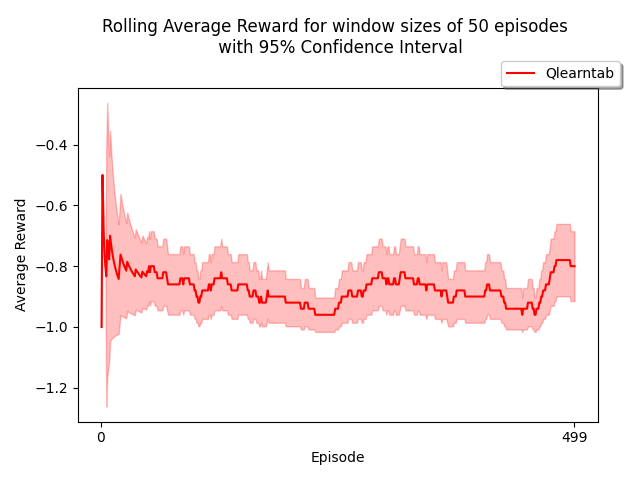 Rolling Average Reward for window sizes of 50 episodes
with 95% Confidence Interval
Qlearntab
−0.4
−0.6
−0.8
−1.0
−1.2
Average Reward
0
499
Episode